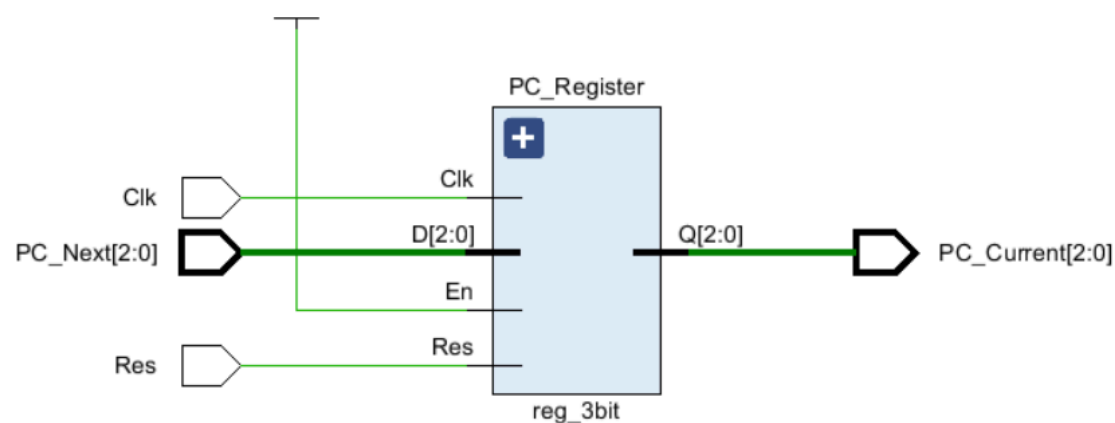 PC_Register
Clk
Clk
PC_Next[2:0]
D[2:0]
Q[2:0]
PC_Current[2:0]
En
Res
Res
reg_3bit